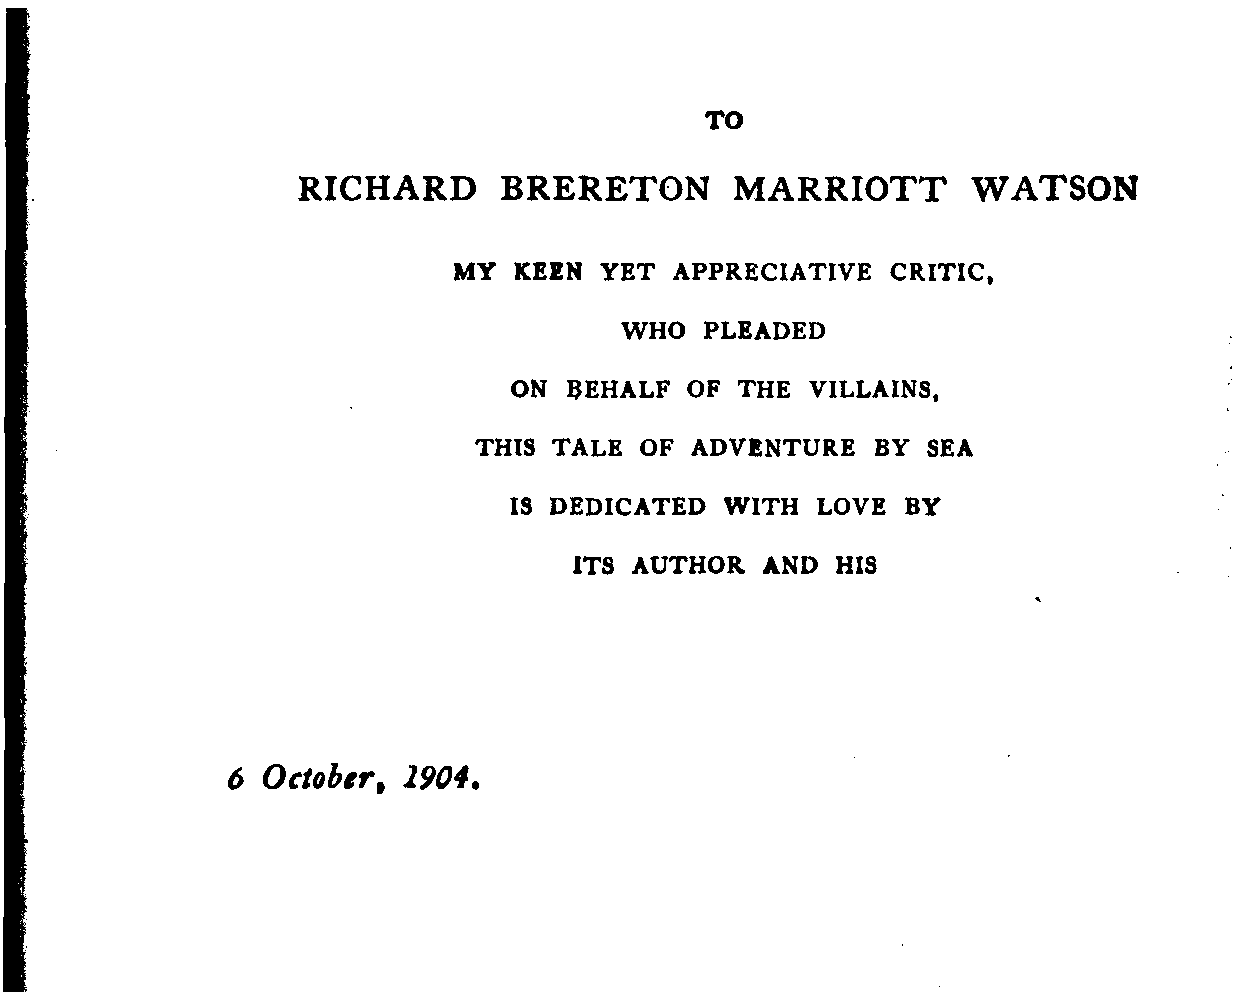 TO
RICHARD BRERETON MARRIOTT WATSON
MY KEEN YET APPRECIATIVE CRITIC,
WHO PLEADED
ON BEHALF OF THE VILLAINS,
THIS TALE OF ADVENTURE BY SEA
IS DEDICATED WITH LOVE BY
ITS AUTHOR AND HIS
6 October, 1904.